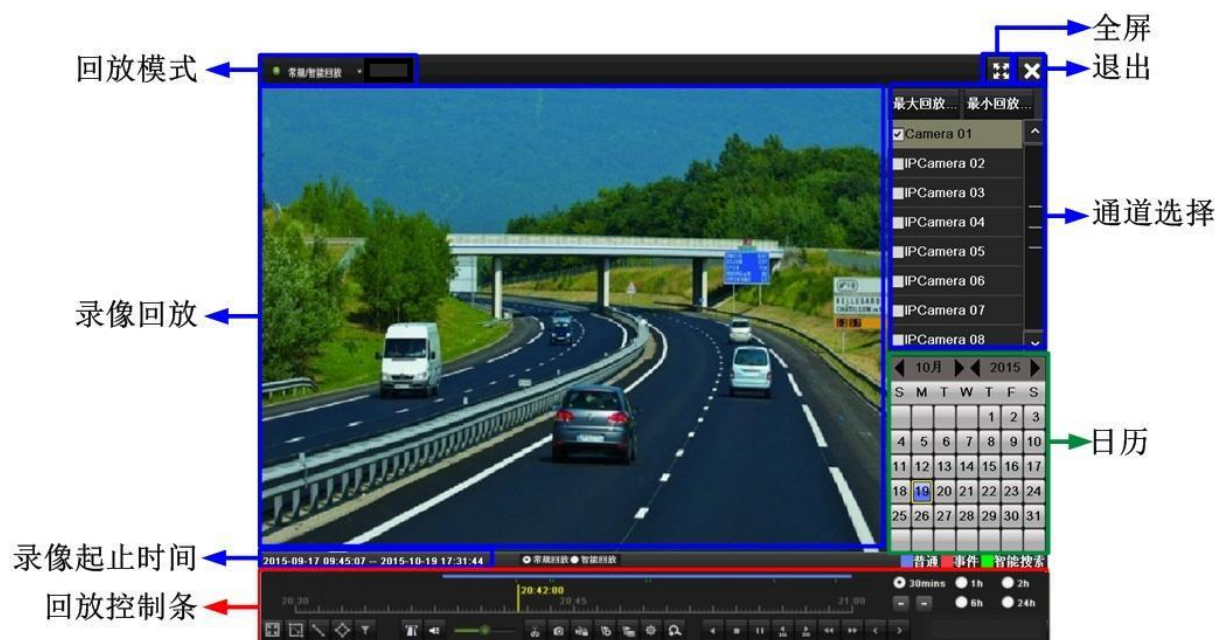 全屏
回放模式
常规/智能回放
退出
最大回放... 最小回放...
Camera 01
IPCamera 02
IPCamera 03
IPCamera 04
IPCamera 05
IPCamera 06
IPCamera 07
IPCamera 08
通道选择
录像回放
10月 2015
S M T W T F S
1 2 3
4 5 6 7 8 9 10
11 12 13 14 15 16 17
18 19 20 21 22 23 24
25 26 27 28 29 30 31
日历
录像起止时间
2015-09-17 09:45:07 -- 2015-10-19 17:31:44
常规回放 智能回放
普通 事件 智能搜索
回放控制条
20:42:00
20:30 20:45 21:00
30mins 1h 2h
6h 24h